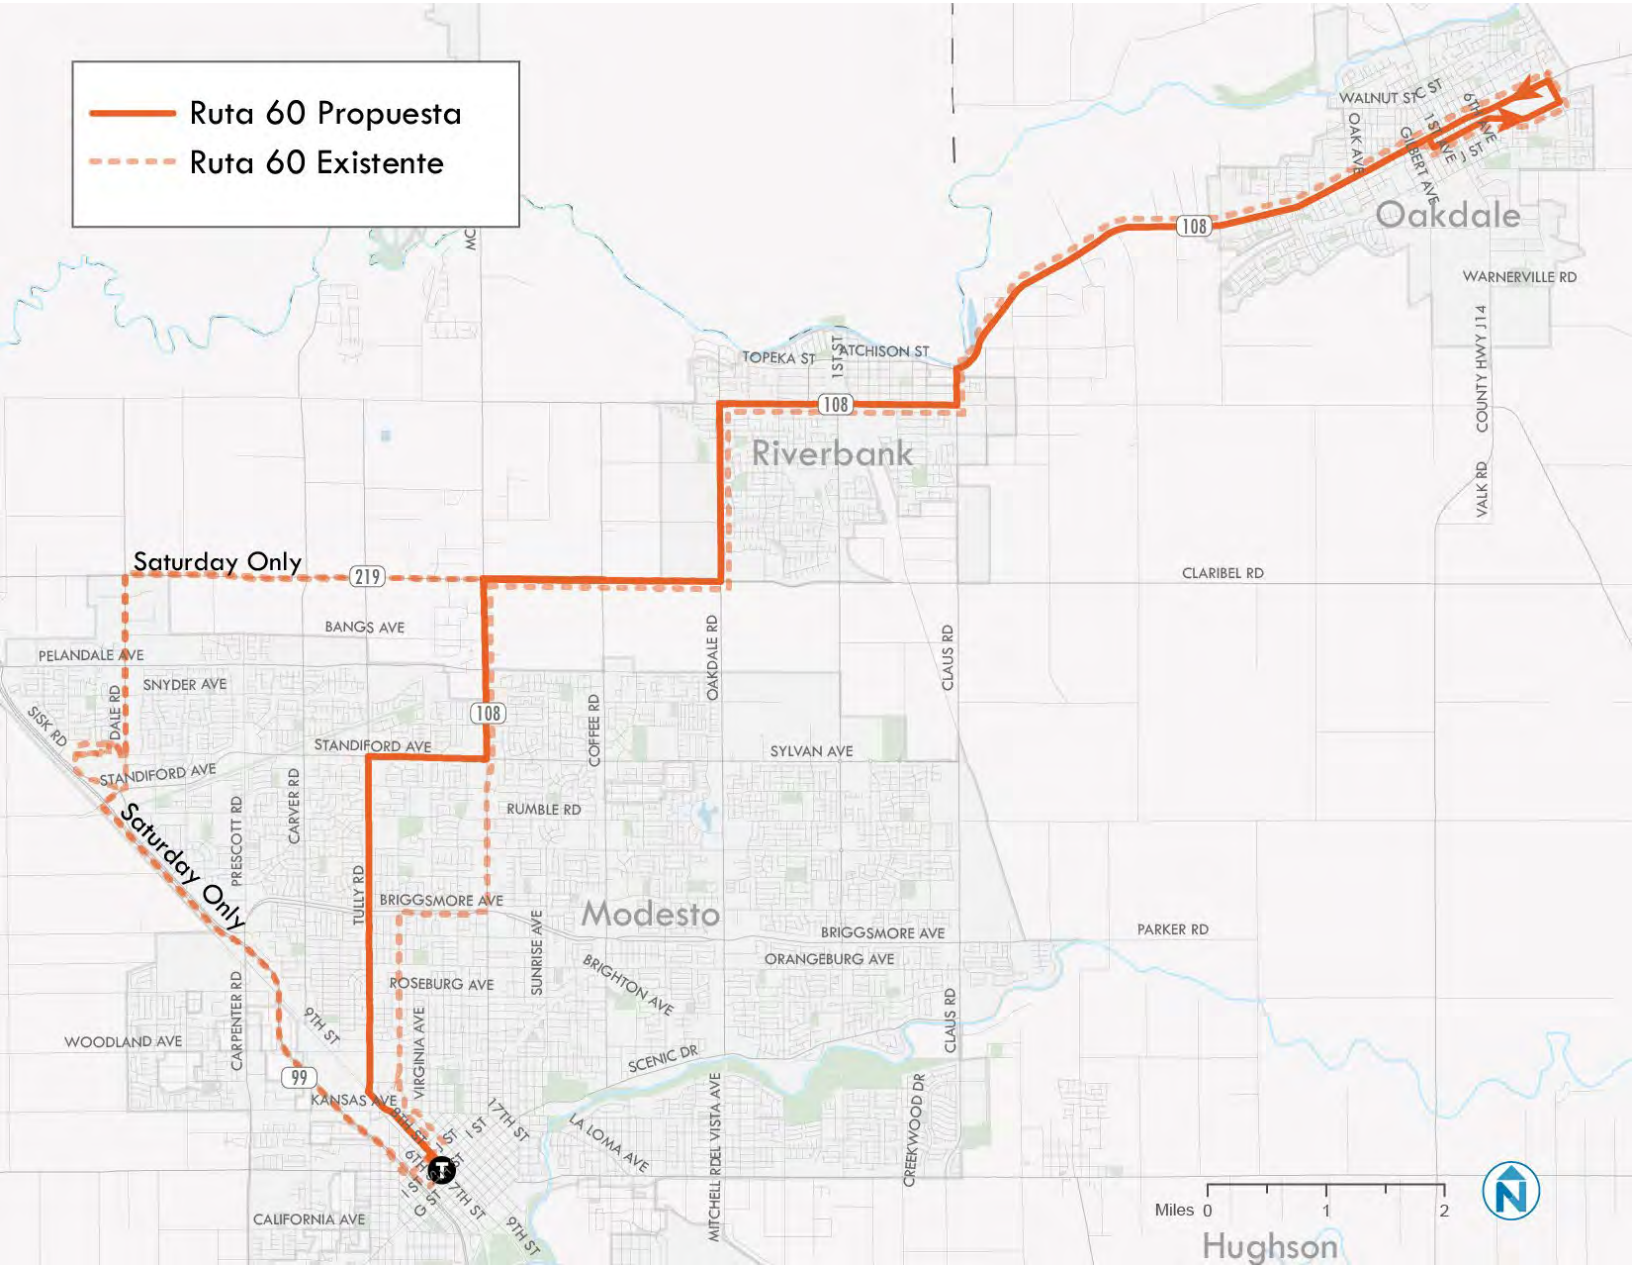 Ruta 60 Propuesta
Ruta 60 Existente
MC
WALNUT ST
C ST
6TH AVE
1ST AVE
OAK AVE
GILBERT AVE
J ST
Oakdale
108
WARNERVILLE RD
COUNTY HWY J14
VALK RD
TOPEKA ST
1ST ST
ATCHISON ST
108
Riverbank
Saturday Only
219
CLARIBEL RD
BANGS AVE
PELANDALE AVE
SNYDER AVE
DALE RD
SISK RD
OAKDALE RD
CLAUS RD
COFFEE RD
108
STANDIFORD AVE
SYLVAN AVE
STANDIFORD AVE
PRESCOTT RD
CARVER RD
RUMBLE RD
Saturday Only
TULLY RD
BRIGGSMORE AVE
Modesto
SUNRISE AVE
BRIGGSMORE AVE
PARKER RD
ORANGEBURG AVE
BRIGHTON AVE
ROSEBURG AVE
CARPENTER RD
9TH ST
VIRGINIA AVE
CLAUS RD
WOODLAND AVE
SCENIC DR
99
KANSAS AVE
17TH ST
I ST
LA LOMA AVE
MITCHELL RD
EL VISTA AVE
CREEKWOOD DR
8TH ST
T
7TH ST
G ST
9TH ST
CALIFORNIA AVE
Miles 0 1 2
N
Hughson